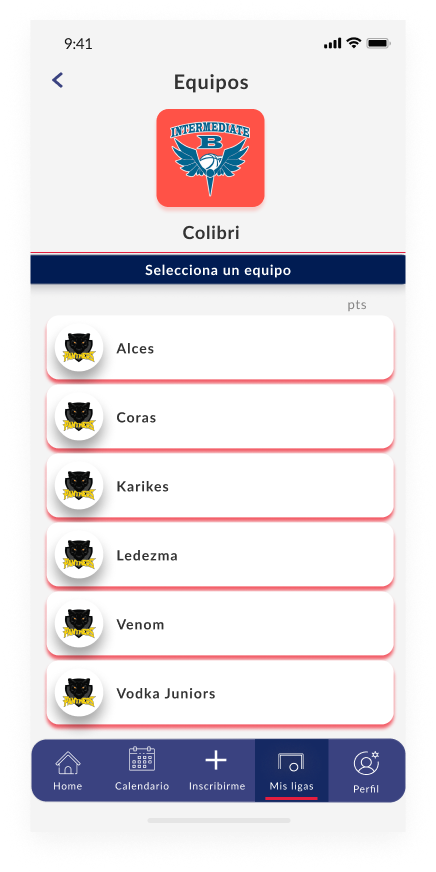 9:41
Equipos
INTERMEDIATE
B
Colibri
Selecciona un equipo
pts
Alces
Coras
Karikes
Ledezma
Venom
Vodka Juniors
Home
Calendario
Inscribirme
Mis ligas
Perfil